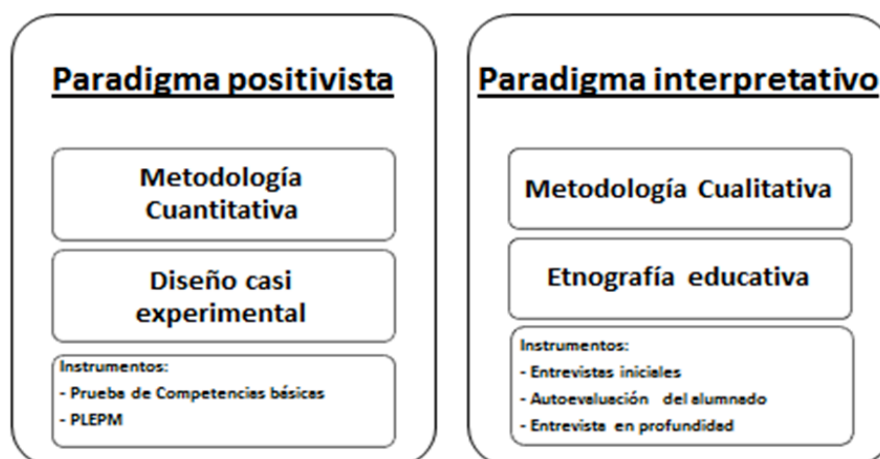 Paradigma positivista
Metodología
Cuantitativa
Diseño casi
experimental
Instrumentos:
- Prueba de Competencias básicas
- PLEPM
Paradigma interpretativo
Metodología Cualitativa
Etnografía educativa
Instrumentos:
- Entrevistas iniciales
- Autoevaluación del alumnado
- Entrevista en profundidad